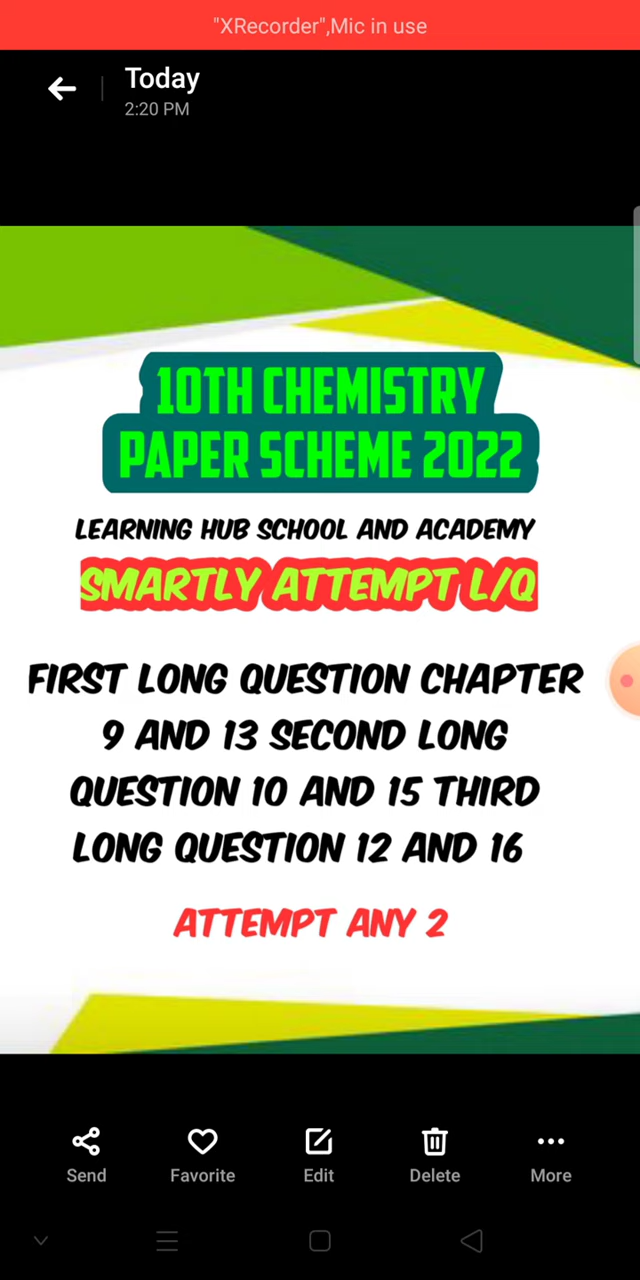 "XRecorder",Mic in use
Today
2:20 PM
10TH CHEMISTRY
PAPER SCHEME 2022
LEARNING HUB SCHOOL AND ACADEMY
SMARTLY ATTEMPT L/Q
FIRST LONG QUESTION CHAPTER
9 AND 13 SECOND LONG
QUESTION 10 AND 15 THIRD
LONG QUESTION 12 AND 16
ATTEMPT ANY 2
Send Favorite Edit Delete More